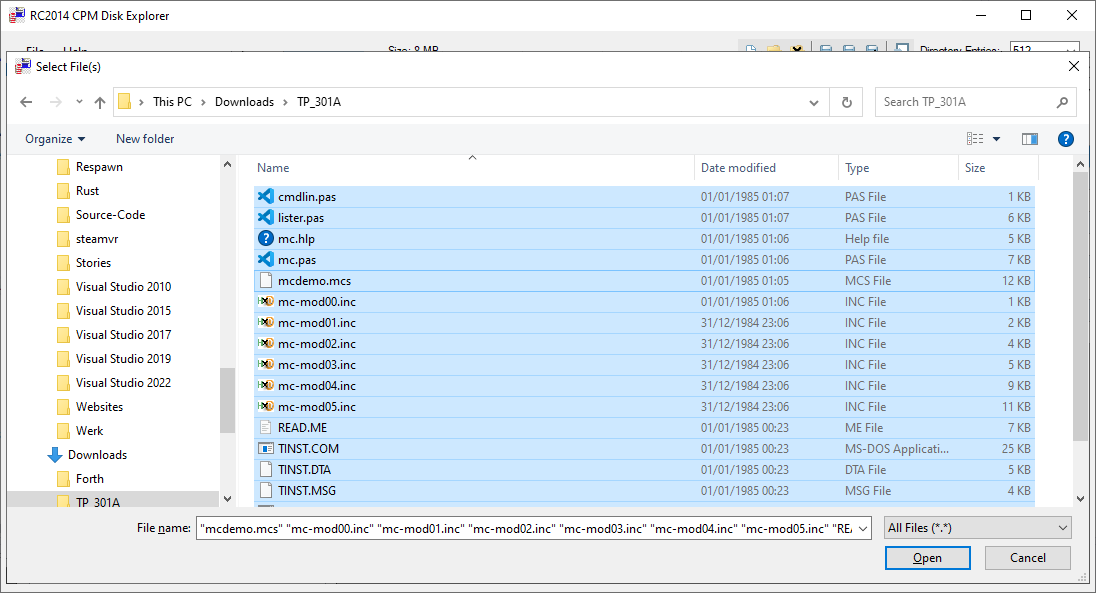 RC2014 CPM Disk Explorer
File Help Size: 8 MB Directory Entries: 512
Select File(s)
This PC › Downloads › TP_301A Search TP_301A
Organize New folder
Name Date modified Type Size
Respawn
Rust
Source-Code
steamvr
Stories
Visual Studio 2010
Visual Studio 2015
Visual Studio 2017
Visual Studio 2019
Visual Studio 2022
Websites
Werk
Downloads
Forth
TP_301A
cmdlin.pas 01/01/1985 01:07 PAS File 1 KB
lister.pas 01/01/1985 01:07 PAS File 6 KB
mc.hlp 01/01/1985 01:06 Help file 5 KB
mc.pas 01/01/1985 01:06 PAS File 7 KB
mcdemo.mcs 01/01/1985 01:05 MCS File 12 KB
mc-mod00.inc 01/01/1985 01:06 INC File 1 KB
mc-mod01.inc 31/12/1984 23:06 INC File 2 KB
mc-mod02.inc 31/12/1984 23:06 INC File 4 KB
mc-mod03.inc 31/12/1984 23:06 INC File 5 KB
mc-mod04.inc 31/12/1984 23:06 INC File 9 KB
mc-mod05.inc 31/12/1984 23:06 INC File 11 KB
READ.ME 01/01/1985 00:23 ME File 7 KB
TINST.COM 01/01/1985 00:23 MS-DOS Applicati... 25 KB
TINST.DTA 01/01/1985 00:23 DTA File 5 KB
TINST.MSG 01/01/1985 00:23 MSG File 4 KB
File name: "mcdemo.mcs" "mc-mod00.inc" "mc-mod01.inc" "mc-mod02.inc" "mc-mod03.inc" "mc-mod04.inc" "mc-mod05.inc" "REA All Files (*.*)
Open Cancel